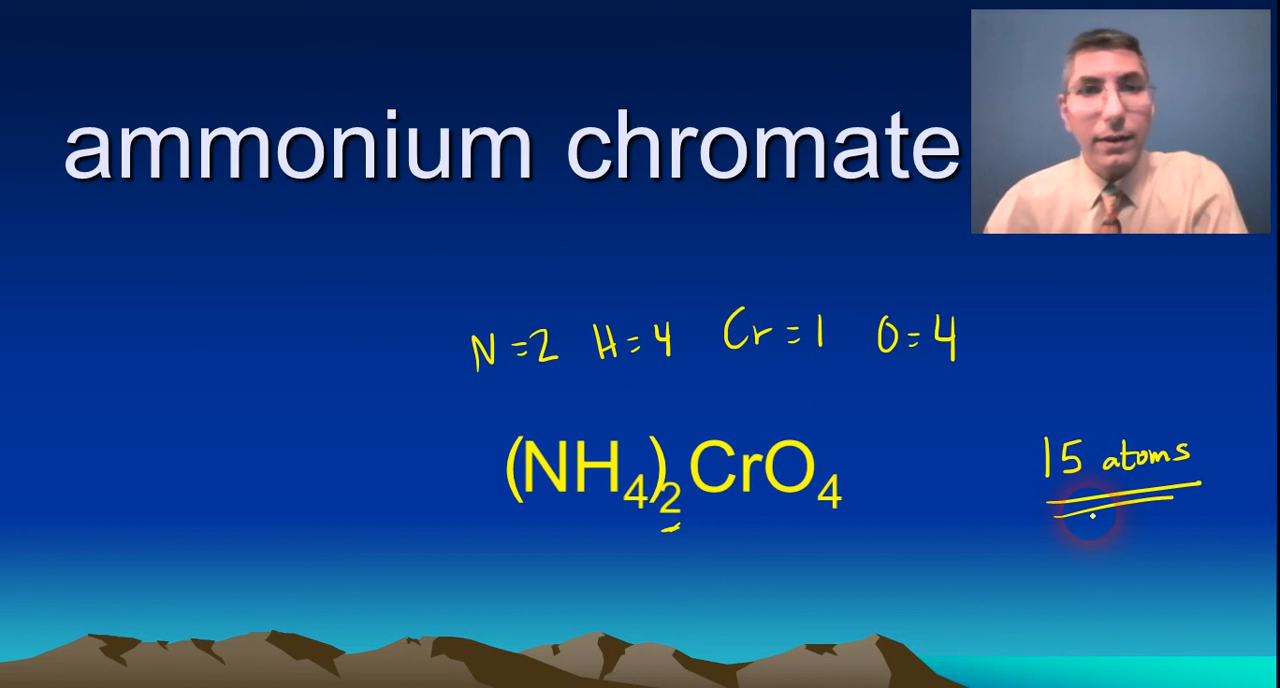 ammonium chromate
N=2 H=4 Cr=1 O=4
(NH₄)₂CrO₄
15 atoms